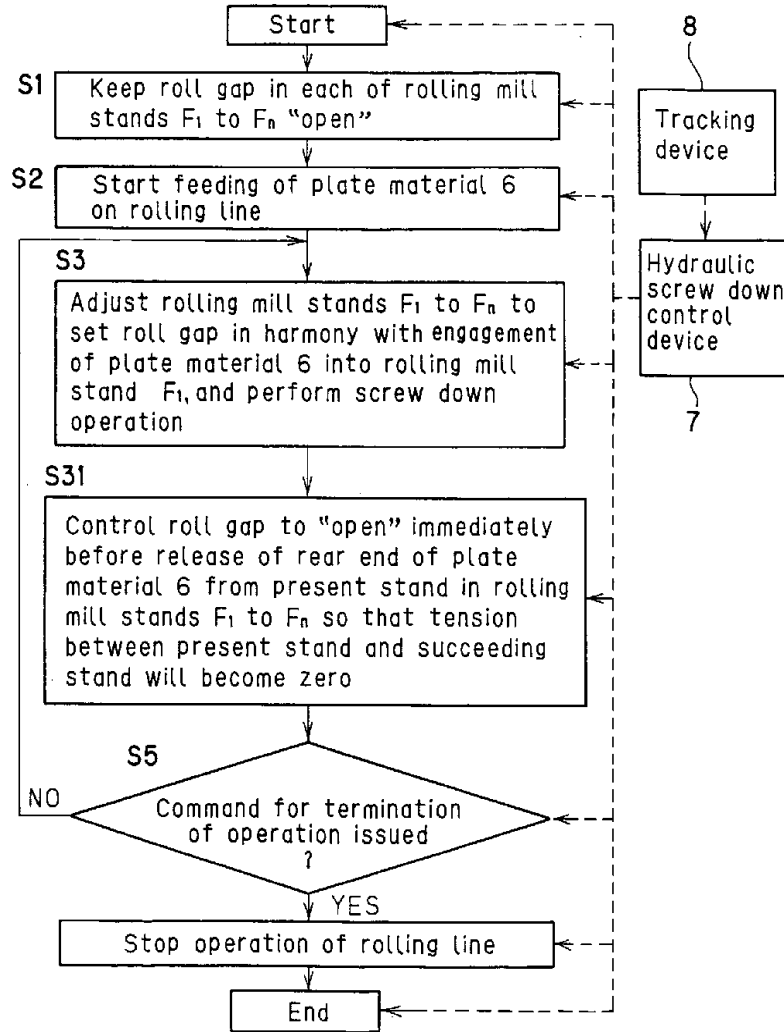 Start
S1
Keep roll gap in each of rolling mill
stands F1 to Fn "open"
S2
Start feeding of plate material 6
on rolling line
S3
Adjust rolling mill stands F1 to Fn to
set roll gap in harmony with engagement
of plate material 6 into rolling mill
stand F1, and perform screw down
operation
S31
Control roll gap to "open" immediately
before release of rear end of plate
material 6 from present stand in rolling
mill stands F1 to Fn so that tension
between present stand and succeeding
stand will become zero
S5
NO
Command for termination
of operation issued
?
YES
Stop operation of rolling line
End
8
Tracking
device
Hydraulic
screw down
control
device
7